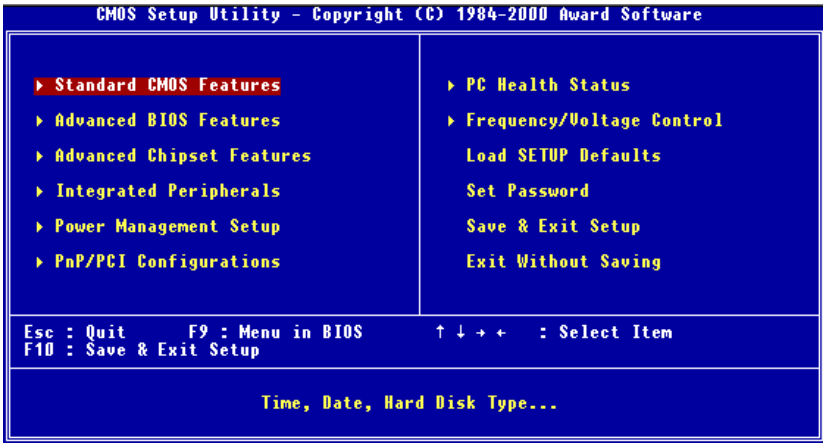 CMOS Setup Utility - Copyright (C) 1984-2000 Award Software
▸ Standard CMOS Features
▸ Advanced BIOS Features
▸ Advanced Chipset Features
▸ Integrated Peripherals
▸ Power Management Setup
▸ PnP/PCI Configurations
▸ PC Health Status
▸ Frequency/Voltage Control
Load SETUP Defaults
Set Password
Save & Exit Setup
Exit Without Saving
Esc : Quit F9 : Menu in BIOS ↑ ↓ → ← : Select Item
F10 : Save & Exit Setup
Time, Date, Hard Disk Type...